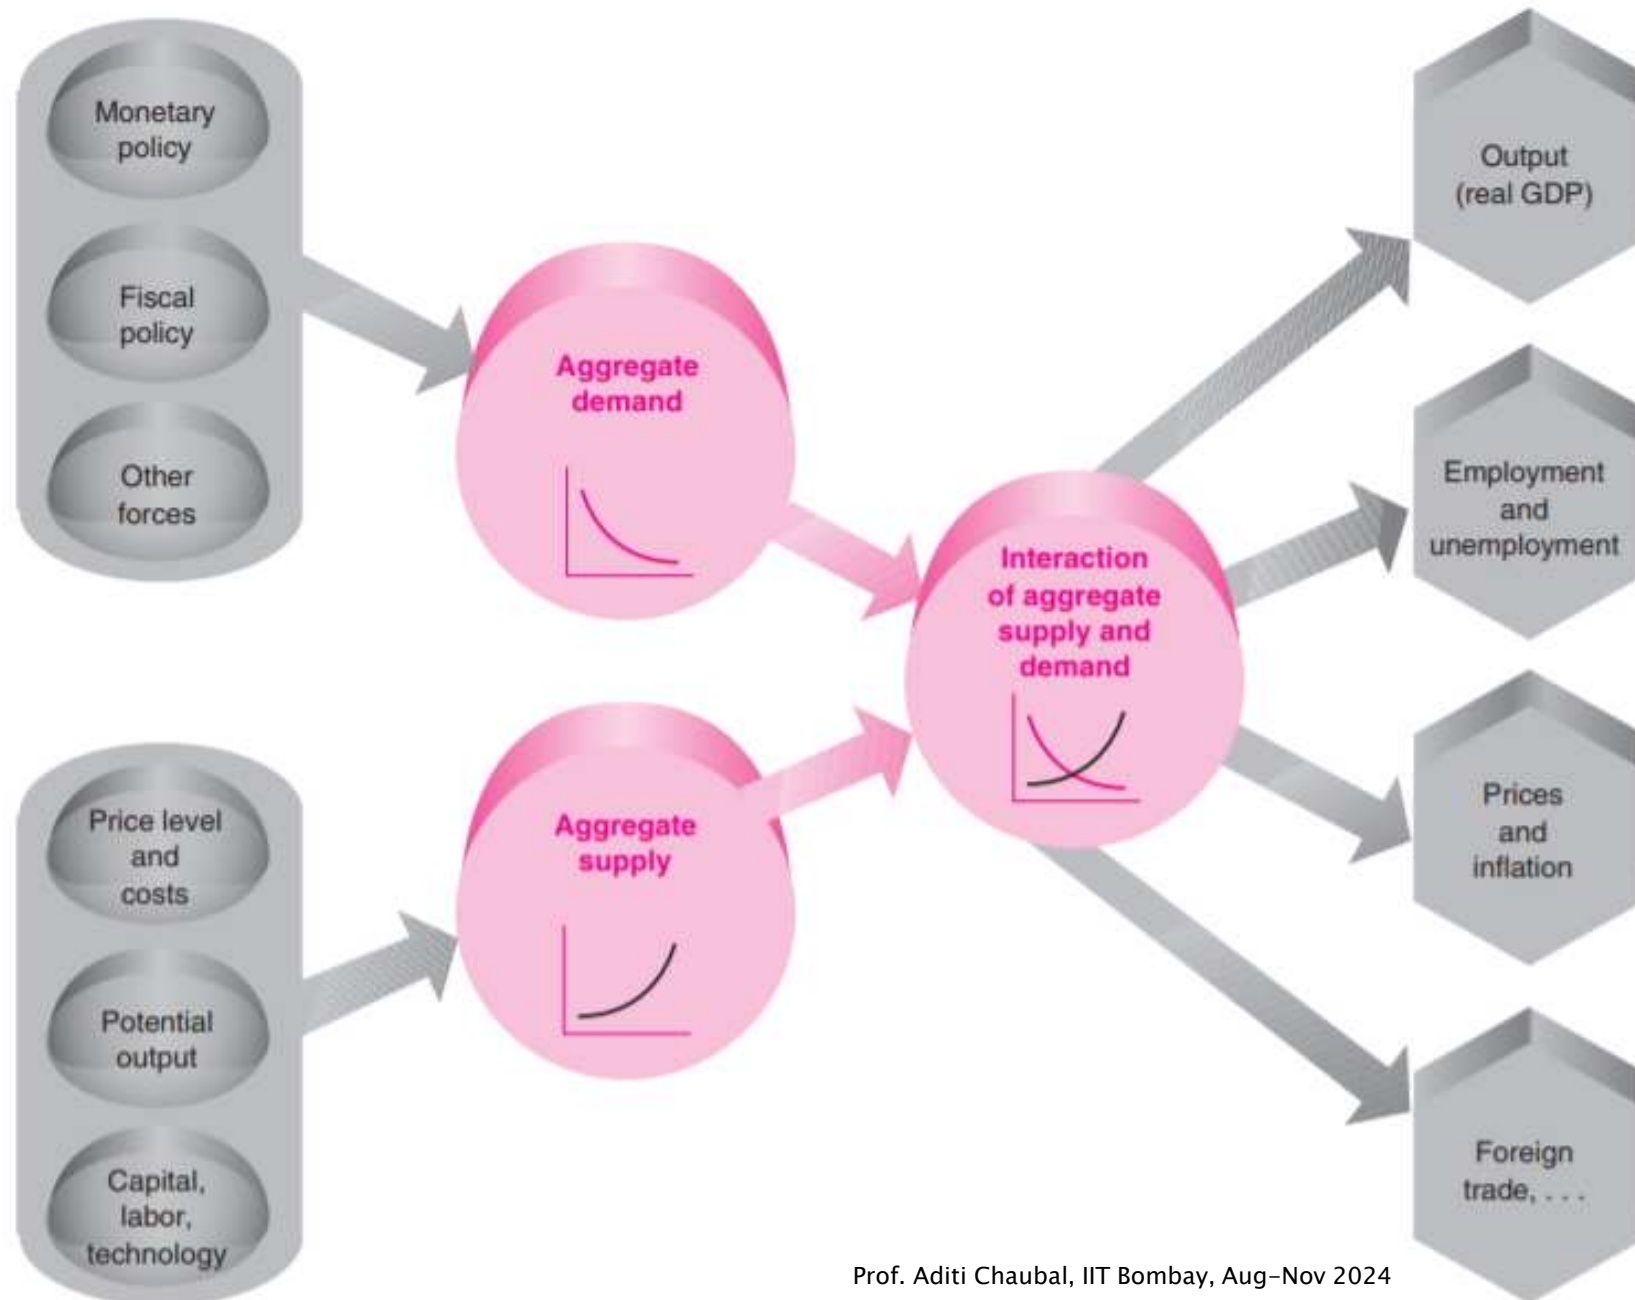 Monetary
policy
Fiscal
policy
Other
forces
Aggregate
demand
Price level
and
costs
Potential
output
Capital,
labor,
technology
Aggregate
supply
Interaction
of aggregate
supply and
demand
Output
(real GDP)
Employment
and
unemployment
Prices
and
inflation
Foreign
trade, . . .
Prof. Aditi Chaubal, IIT Bombay, Aug-Nov 2024